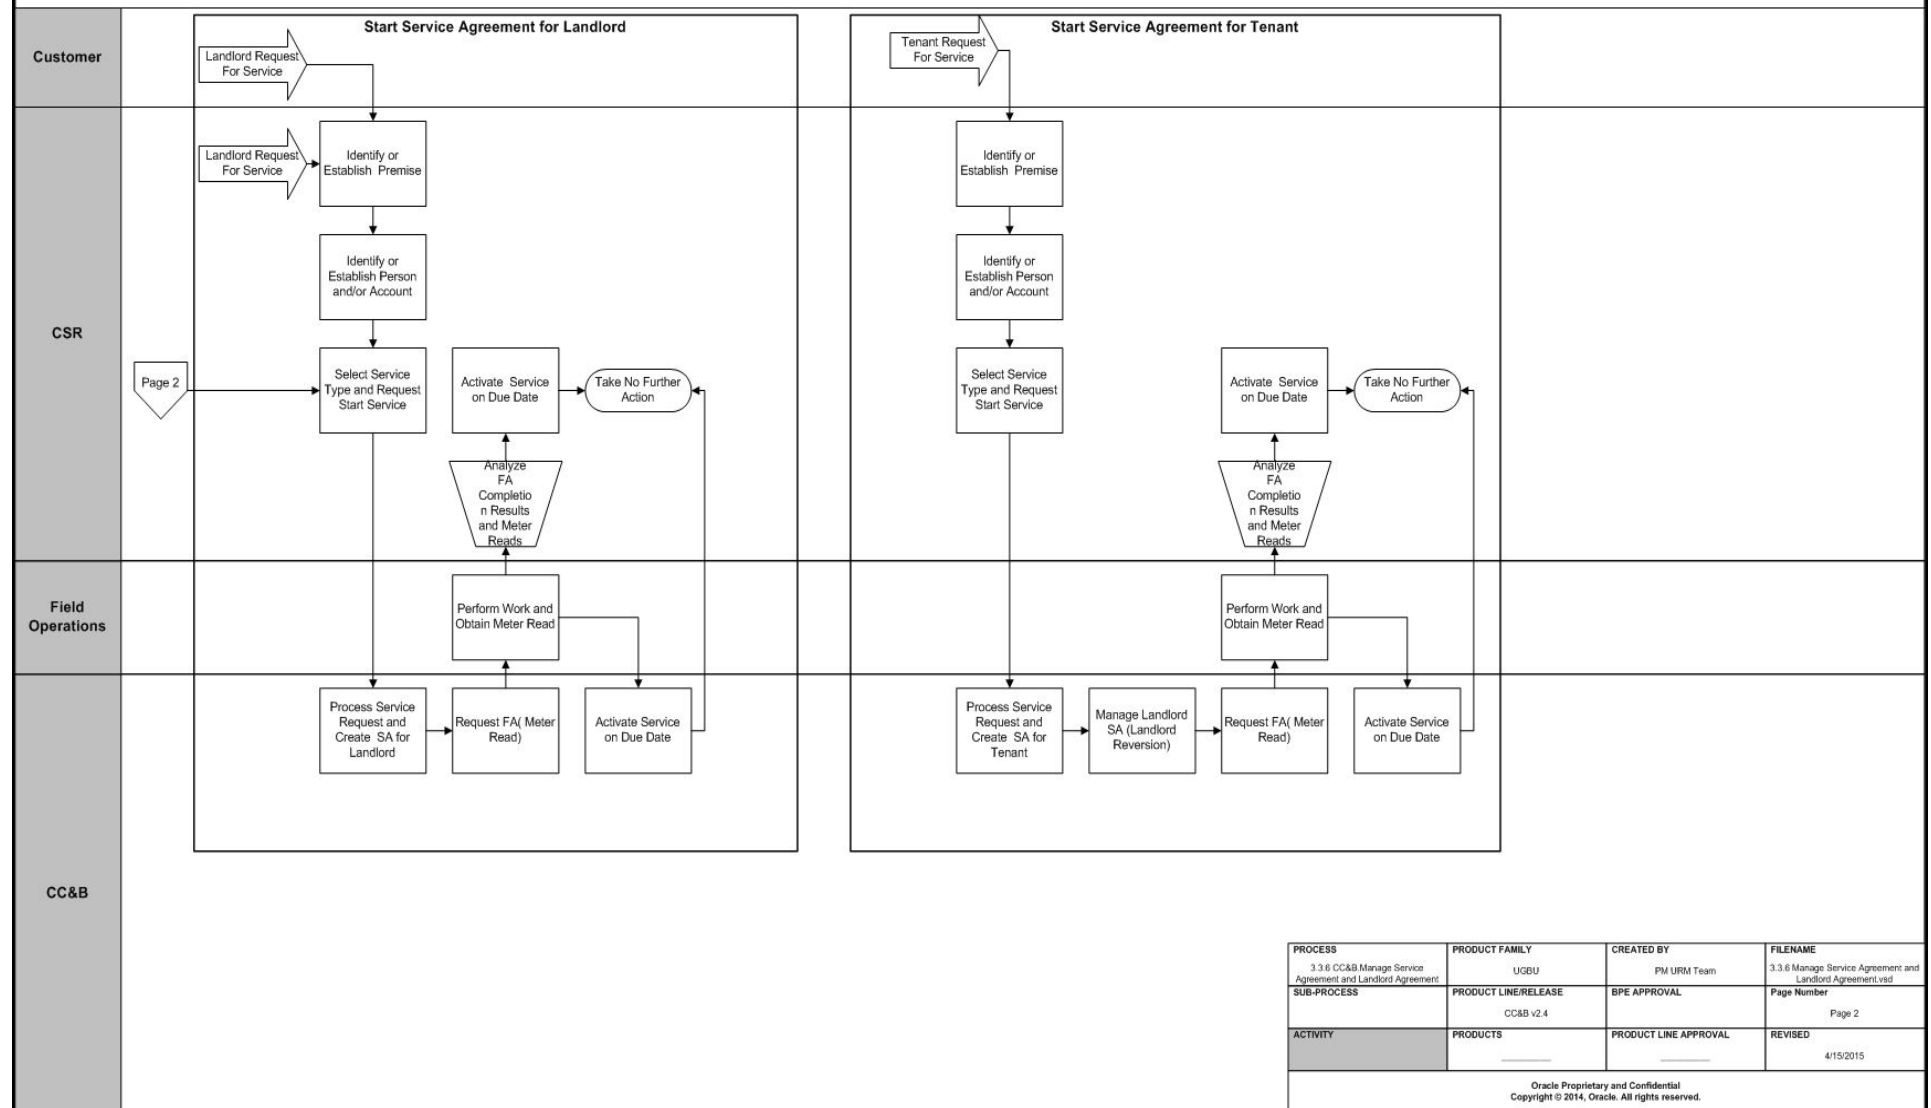 Start Service Agreement for Landlord
Start Service Agreement for Tenant
Customer
Landlord Request
For Service
Tenant Request
For Service
CSR
Landlord Request
For Service
Identify or
Establish Premise
Identify or
Establish Person
and/or Account
Page 2
Select Service
Type and Request
Start Service
Activate Service
on Due Date
Take No Further
Action
Analyze
FA
Completio
n Results
and Meter
Reads
Identify or
Establish Premise
Identify or
Establish Person
and/or Account
Select Service
Type and Request
Start Service
Activate Service
on Due Date
Take No Further
Action
Analyze
FA
Completio
n Results
and Meter
Reads
Field
Operations
Perform Work and
Obtain Meter Read
Perform Work and
Obtain Meter Read
CC&B
Process Service
Request and
Create SA for
Landlord
Request FA( Meter
Read)
Activate Service
on Due Date
Process Service
Request and
Create SA for
Tenant
Manage Landlord
SA (Landlord
Reversion)
Request FA( Meter
Read)
Activate Service
on Due Date
PROCESS
3.3.6 CC&B.Manage Service
Agreement and Landlord Agreement
PRODUCT FAMILY
UGBU
CREATED BY
PM URM Team
FILENAME
3.3.6 Manage Service Agreement and
Landlord Agreement.vsd
SUB-PROCESS
PRODUCT LINE/RELEASE
CC&B v2.4
BPE APPROVAL
Page Number
Page 2
ACTIVITY
PRODUCTS
PRODUCT LINE APPROVAL
REVISED
4/15/2015
Oracle Proprietary and Confidential
Copyright © 2014, Oracle. All rights reserved.